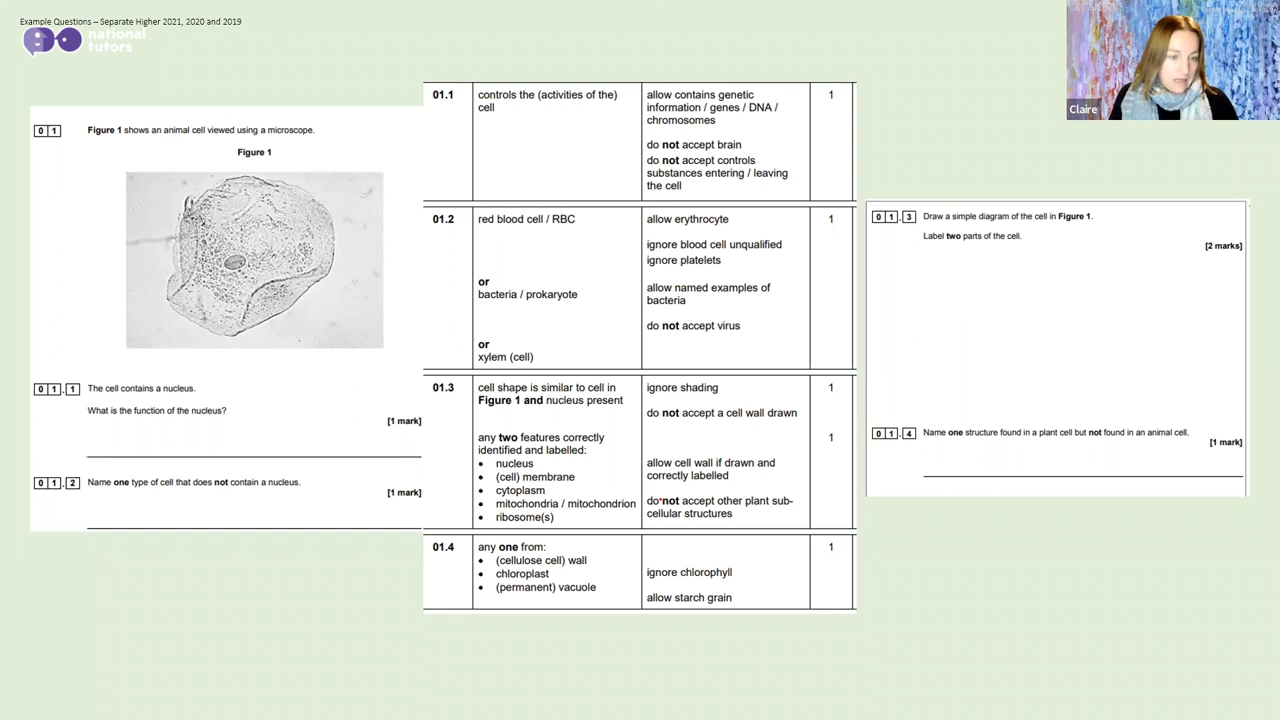 Example Questions – Separate Higher 2021, 2020 and 2019
national
tutors
Claire
0 1
Figure 1 shows an animal cell viewed using a microscope.
Figure 1
0 1 . 1
The cell contains a nucleus.
What is the function of the nucleus?
[1 mark]
0 1 . 2
Name one type of cell that does not contain a nucleus.
[1 mark]
01.1
controls the (activities of the)
cell
allow contains genetic
information / genes / DNA /
chromosomes
do not accept brain
do not accept controls
substances entering / leaving
the cell
1
01.2
red blood cell / RBC
or
bacteria / prokaryote
or
xylem (cell)
allow erythrocyte
ignore blood cell unqualified
ignore platelets
allow named examples of
bacteria
do not accept virus
1
01.3
cell shape is similar to cell in
Figure 1 and nucleus present
any two features correctly
identified and labelled:
• nucleus
• (cell) membrane
• cytoplasm
• mitochondria / mitochondrion
• ribosome(s)
ignore shading
do not accept a cell wall drawn
allow cell wall if drawn and
correctly labelled
do not accept other plant sub-
cellular structures
1
1
01.4
any one from:
• (cellulose cell) wall
• chloroplast
• (permanent) vacuole
ignore chlorophyll
allow starch grain
1
0 1 . 3
Draw a simple diagram of the cell in Figure 1.
Label two parts of the cell.
[2 marks]
0 1 . 4
Name one structure found in a plant cell but not found in an animal cell.
[1 mark]